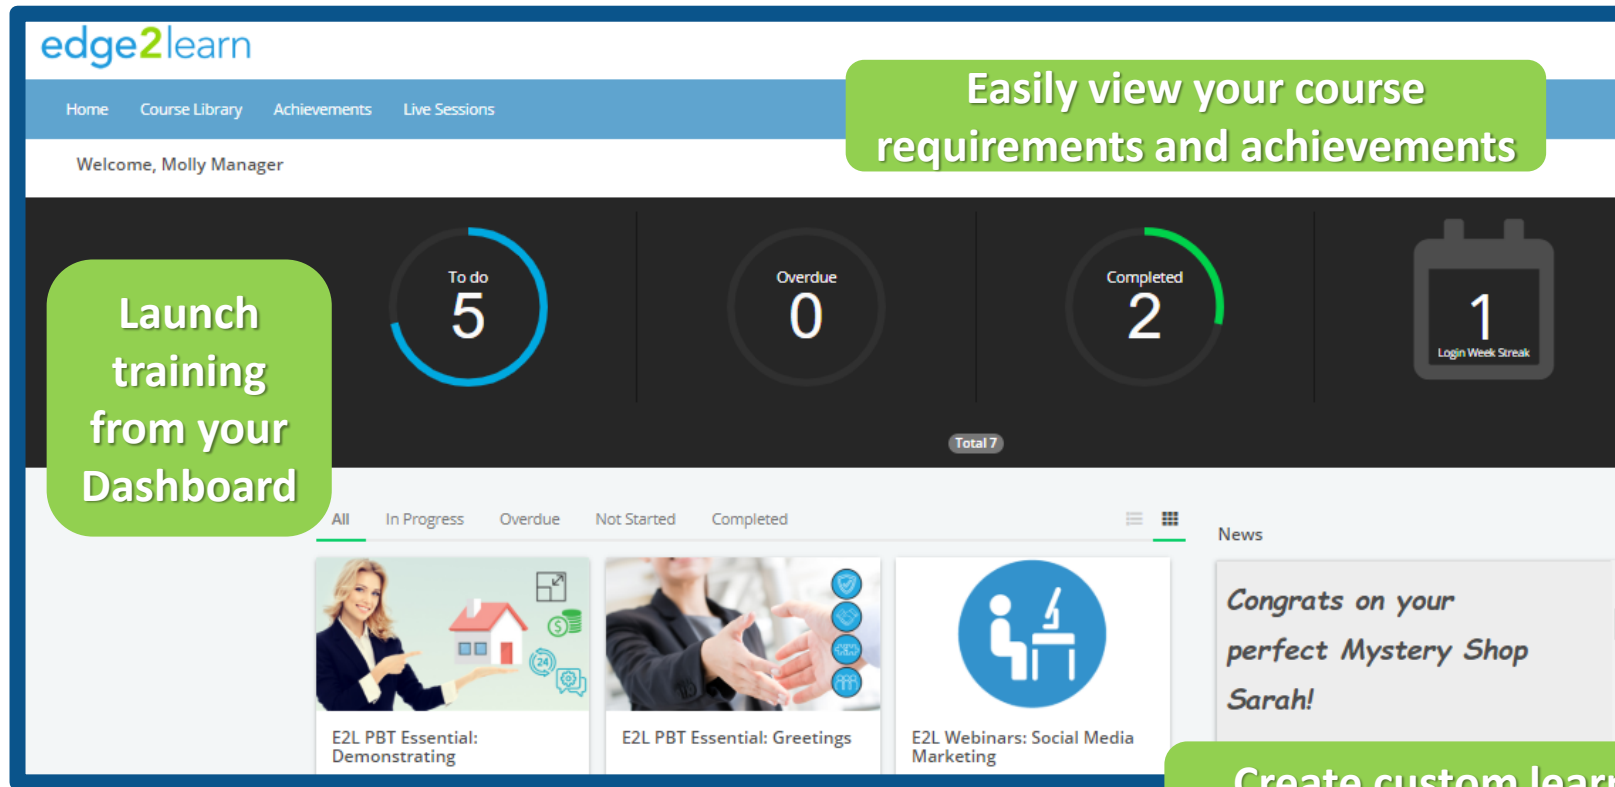 edge2learn
Easily view your course
requirements and achievements
Home Course Library Achievements Live Sessions
Welcome, Molly Manager
Launch
training
from your
Dashboard
To do
5
Overdue
0
Completed
2
1
Login Week Streak
Total 7
All In Progress Overdue Not Started Completed
News
$
24
E2L PBT Essential:
Demonstrating
E2L PBT Essential: Greetings
E2L Webinars: Social Media
Marketing
Congrats on your
perfect Mystery Shop
Sarah!
Create custom